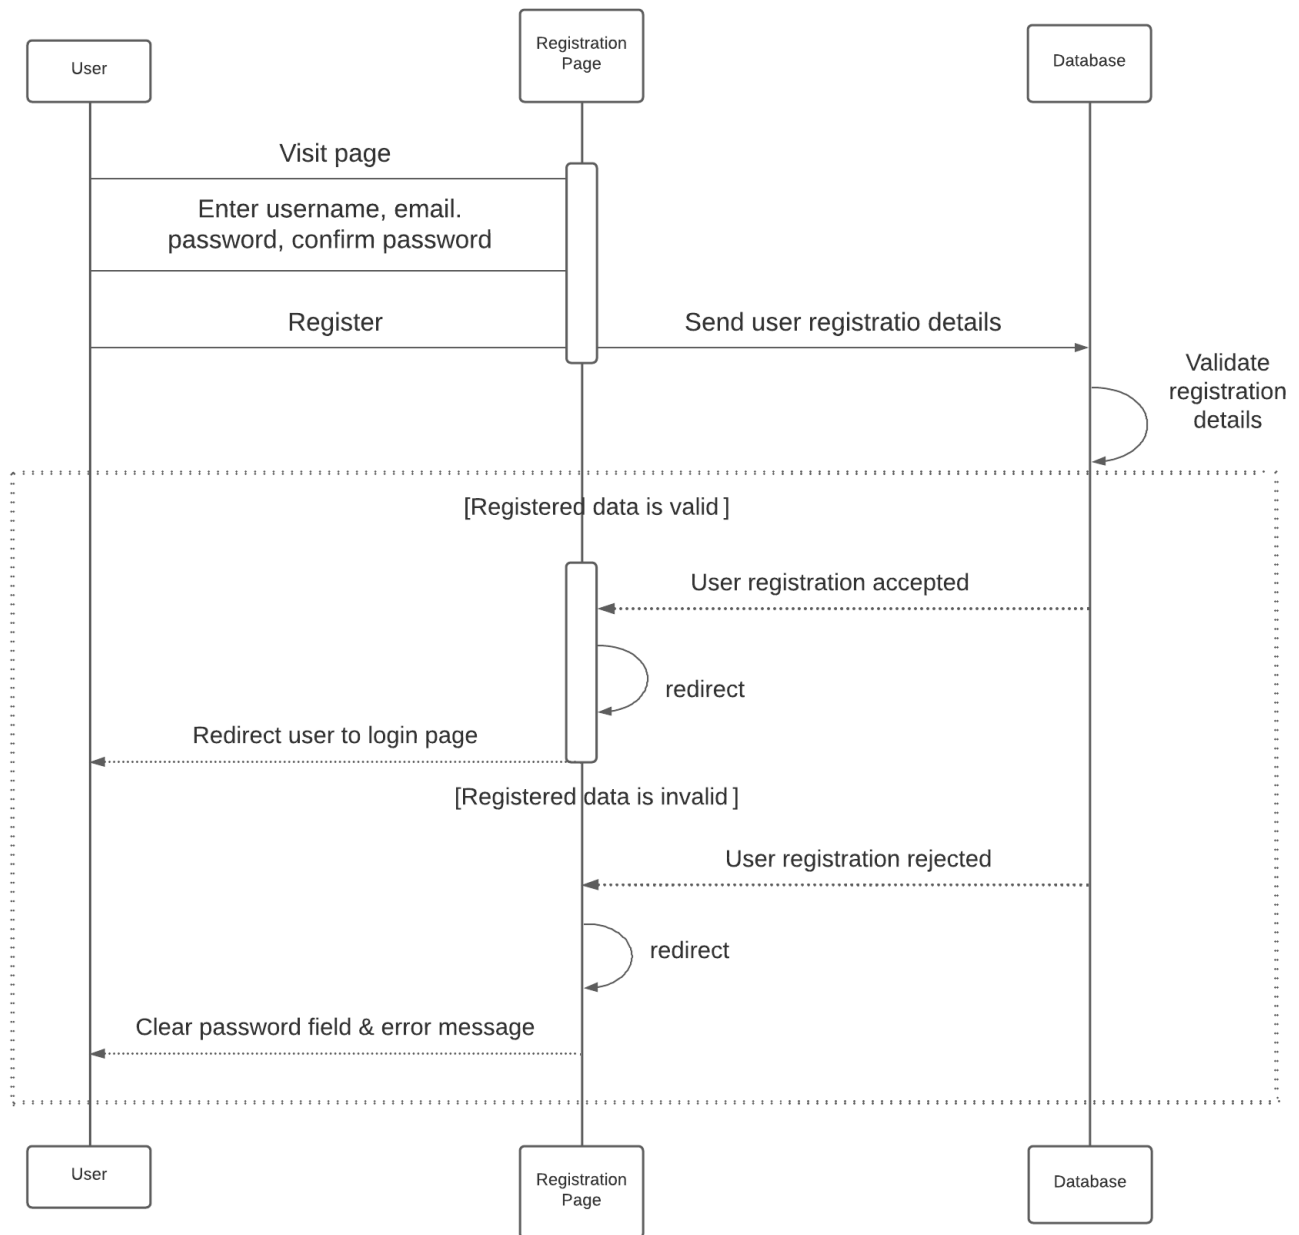 User
Registration
Page
Database
Visit page
Enter username, email.
password, confirm password
Register
Send user registratio details
Validate
registration
details
[Registered data is valid]
User registration accepted
redirect
Redirect user to login page
[Registered data is invalid]
User registration rejected
redirect
Clear password field & error message
User
Registration
Page
Database